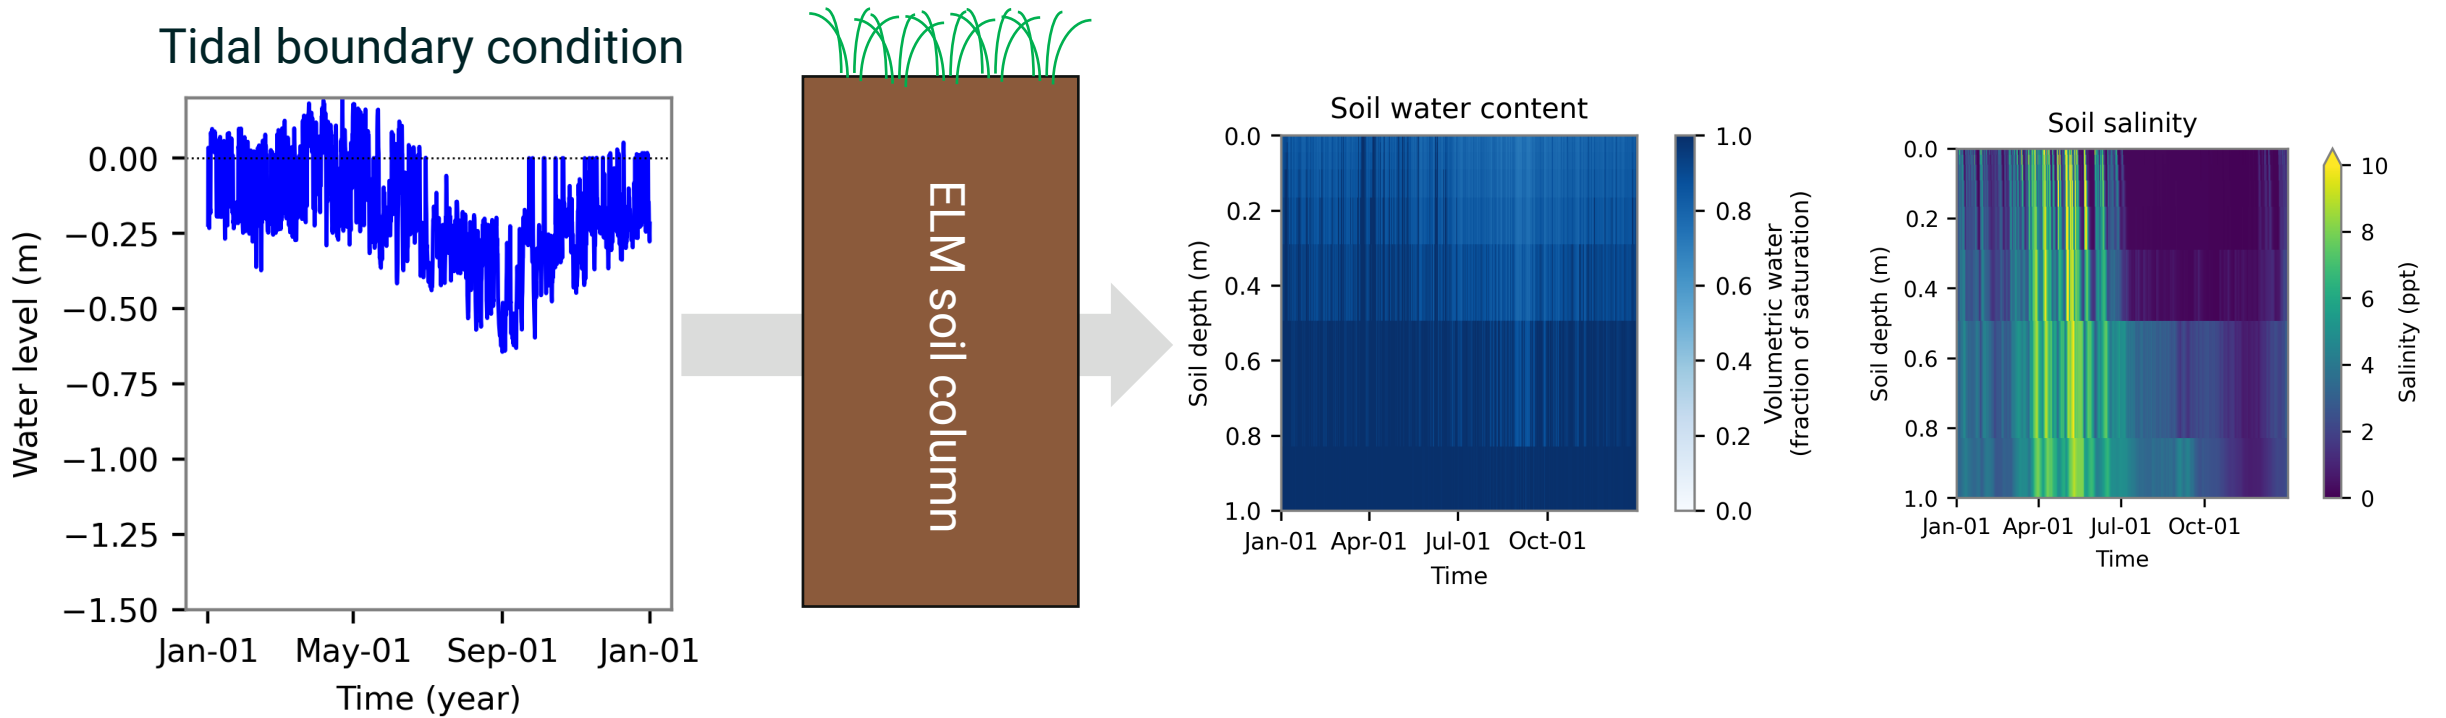 Tidal boundary condition
0.00
−0.25
−0.50
−0.75
−1.00
−1.25
−1.50
Water level (m)
Jan-01 May-01 Sep-01 Jan-01
Time (year)
ELM soil column
Soil water content
0.0
0.2
0.4
0.6
0.8
1.0
Soil depth (m)
Jan-01 Apr-01 Jul-01 Oct-01
Time
1.0
0.8
0.6
0.4
0.2
0.0
Volumetric water
(fraction of saturation)
Soil salinity
0.0
0.2
0.4
0.6
0.8
1.0
Soil depth (m)
Jan-01 Apr-01 Jul-01 Oct-01
Time
10
8
6
4
2
0
Salinity (ppt)